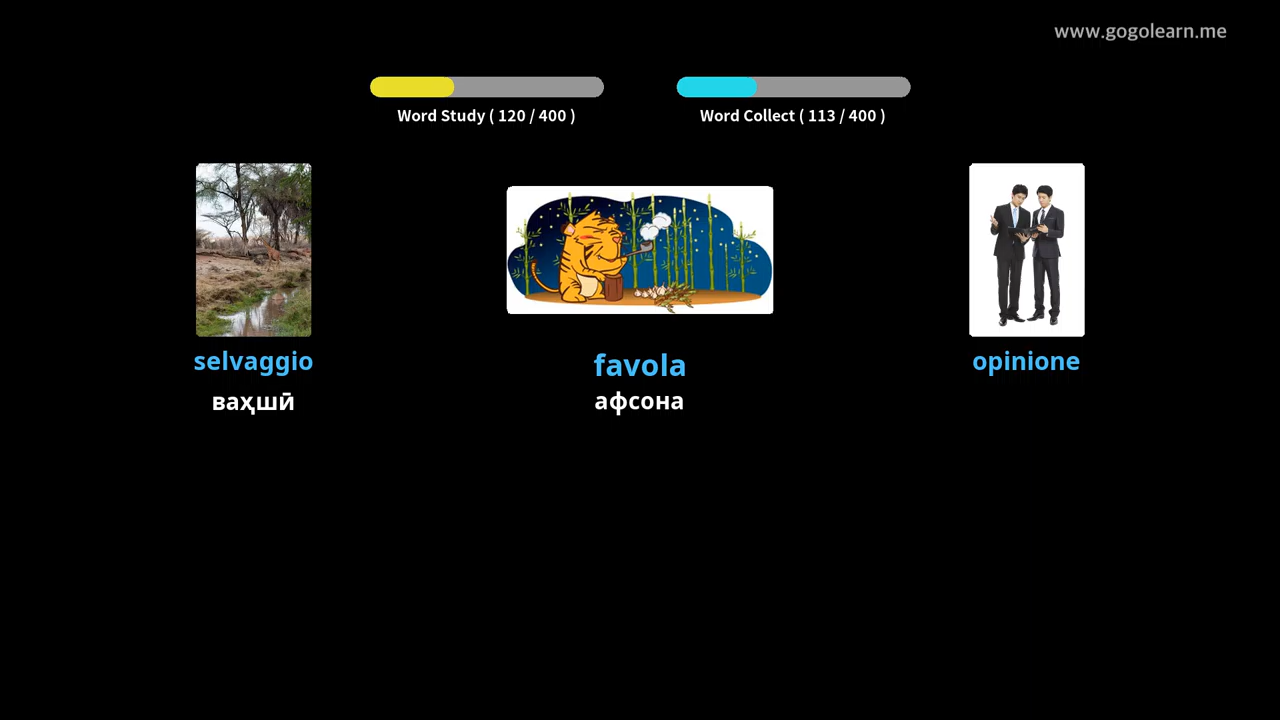 www.gogolearn.me
Word Study ( 120 / 400 )
Word Collect ( 113 / 400 )
selvaggio
favola
opinione
ваҳшӣ
афсона